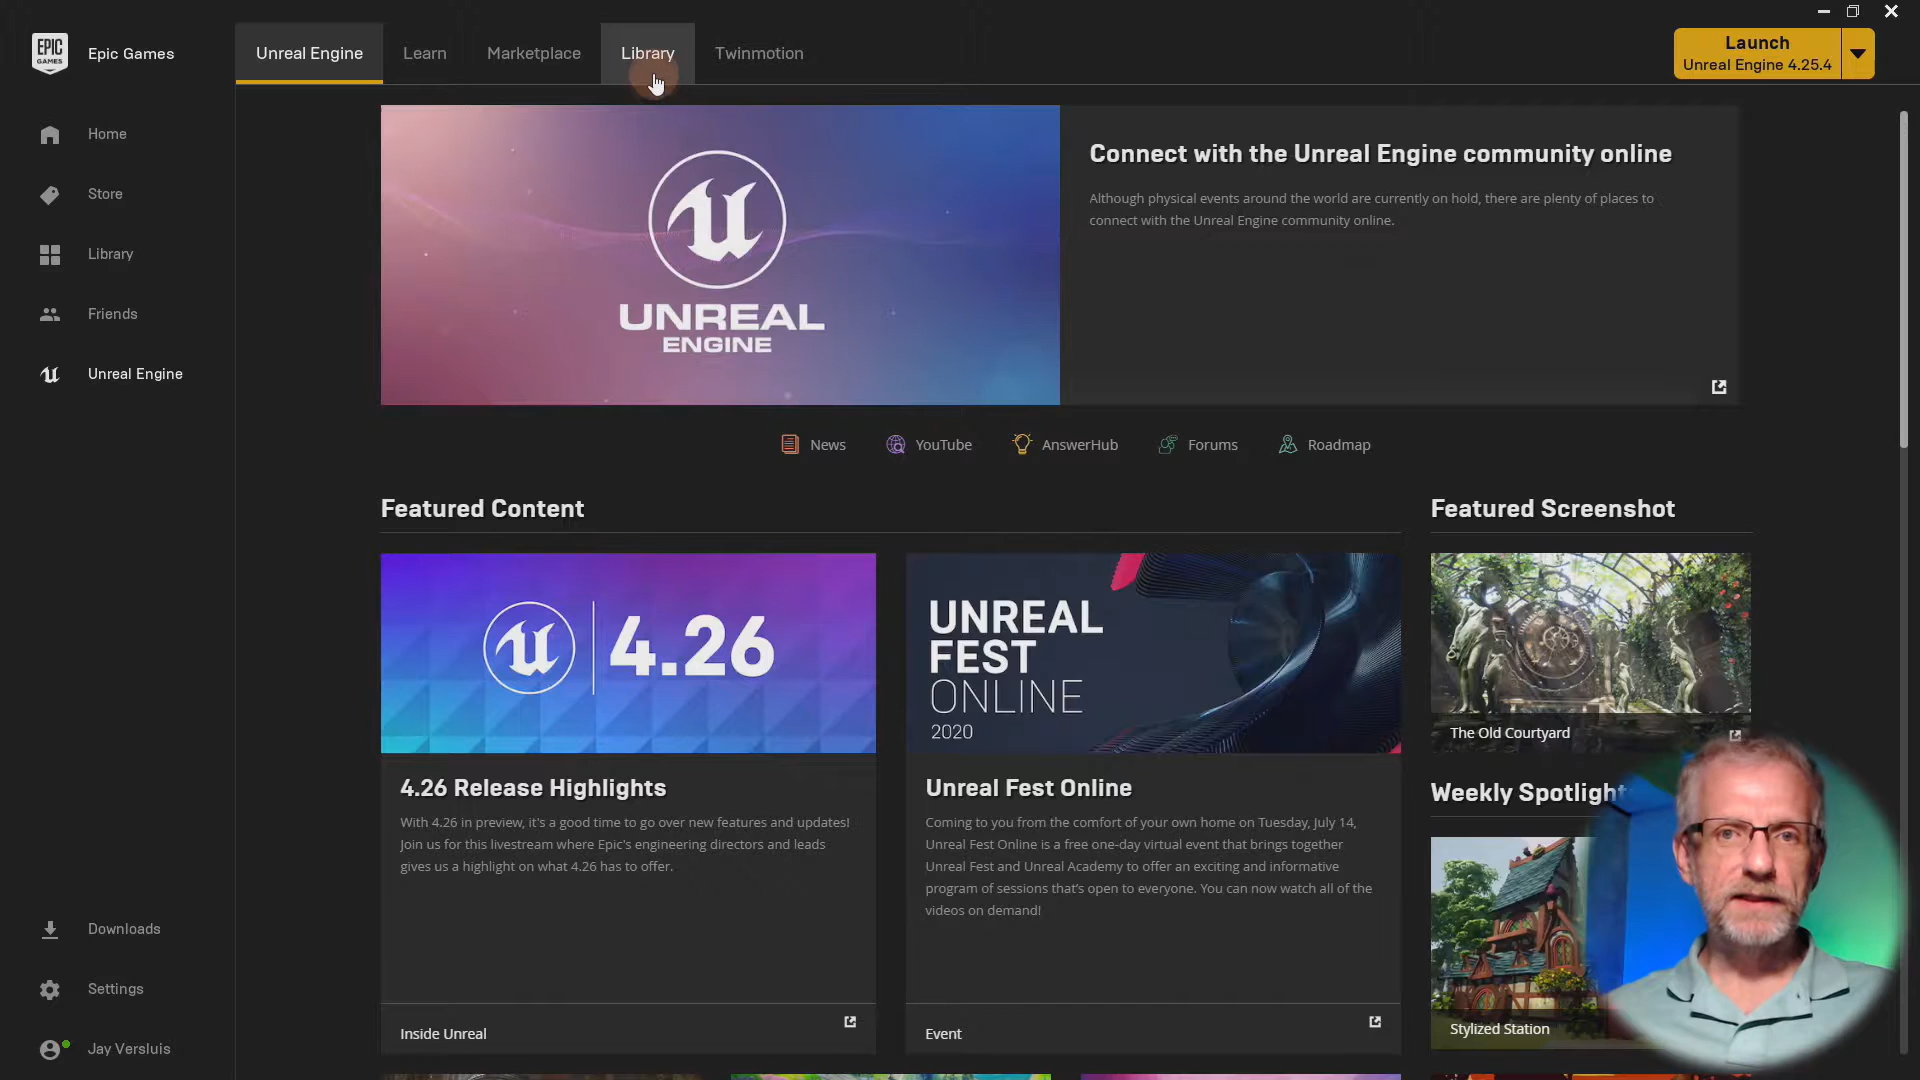 EPIC
GAMES
Epic Games
Unreal Engine
Learn
Marketplace
Library
Twinmotion
Launch
Unreal Engine 4.25.4
Home
Store
Library
Friends
Unreal Engine
Downloads
Settings
Jay Versluis
UNREAL
ENGINE
Connect with the Unreal Engine community online
Although physical events around the world are currently on hold, there are plenty of places to
connect with the Unreal Engine community online.
News
YouTube
AnswerHub
Forums
Roadmap
Featured Content
4.26
4.26 Release Highlights
With 4.26 in preview, it's a good time to go over new features and updates!
Join us for this livestream where Epic's engineering directors and leads
gives us a highlight on what 4.26 has to offer.
Inside Unreal
UNREAL
FEST
ONLINE
2020
Unreal Fest Online
Coming to you from the comfort of your own home on Tuesday, July 14,
Unreal Fest Online is a free one-day virtual event that brings together
Unreal Fest and Unreal Academy to offer an exciting and informative
program of sessions that's open to everyone. You can now watch all of the
videos on demand!
Event
Featured Screenshot
The Old Courtyard
Weekly Spotlight
Stylized Station